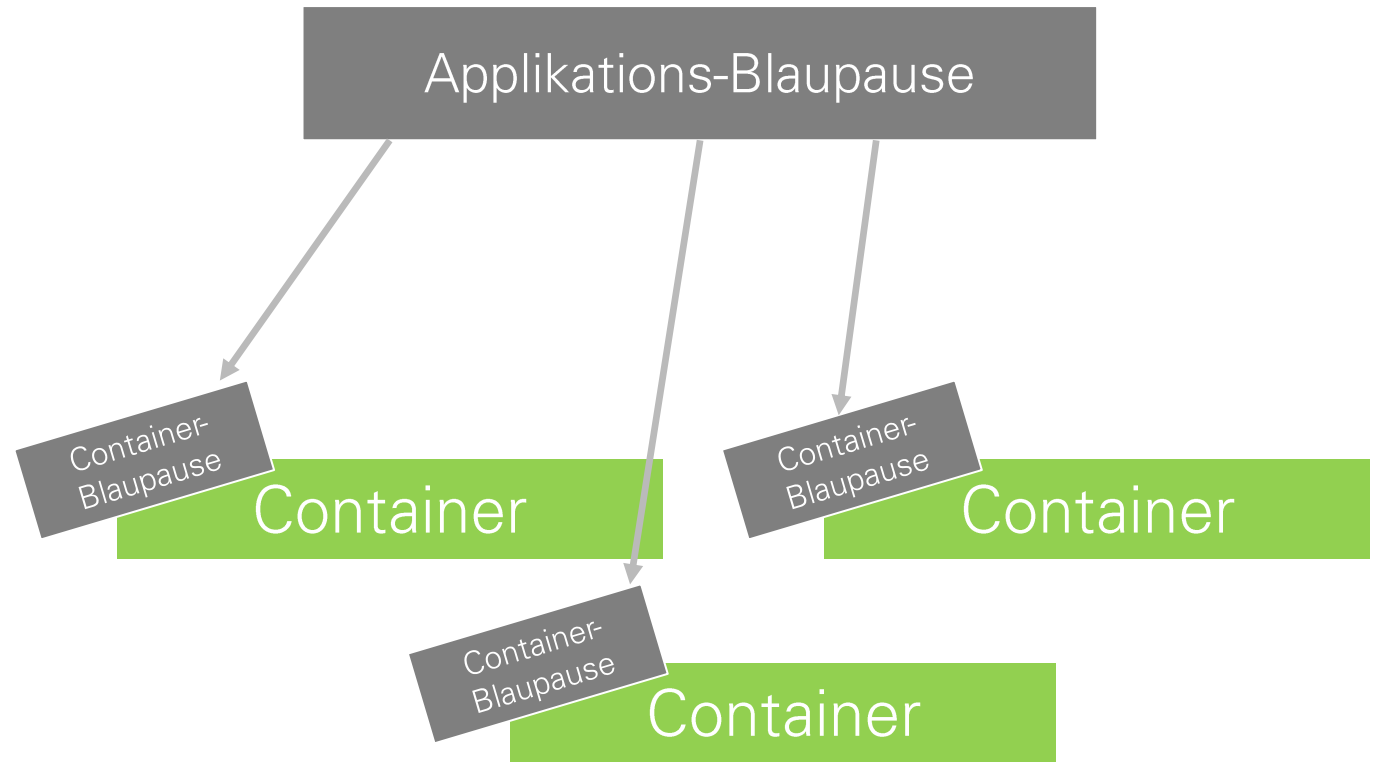 Applikations-Blaupause
Container-
Blaupause
Container
Container-
Blaupause
Container
Container-
Blaupause
Container